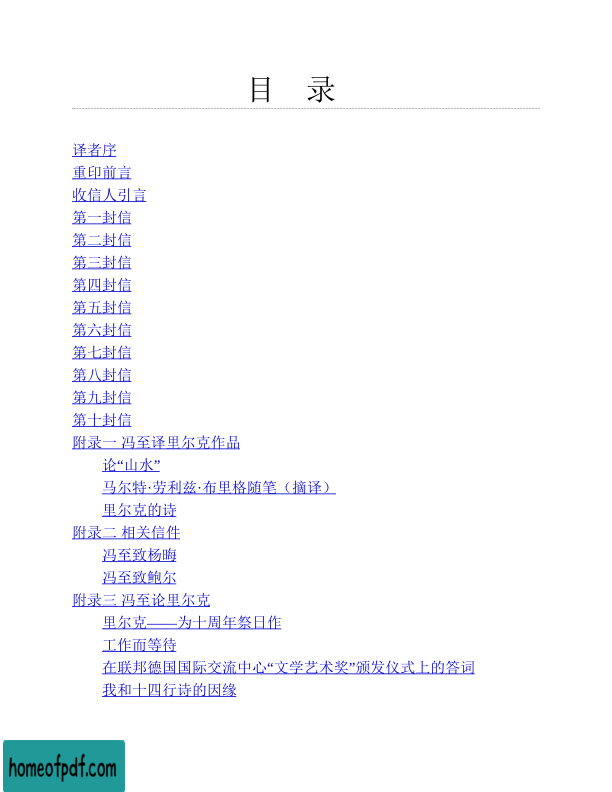 目 录
译者序
重印前言
收信人引言
第一封信
第二封信
第三封信
第四封信
第五封信
第六封信
第七封信
第八封信
第九封信
第十封信
附录一 冯至译里尔克作品
论“山水”
马尔特·劳利兹·布里格随笔（摘译）
里尔克的诗
附录二 相关信件
冯至致杨晦
冯至致鲍尔
附录三 冯至论里尔克
里尔克——为十周年祭日作
工作而等待
在联邦德国国际交流中心“文学艺术奖”颁发仪式上的答词
我和十四行诗的因缘
homeofpdf.com